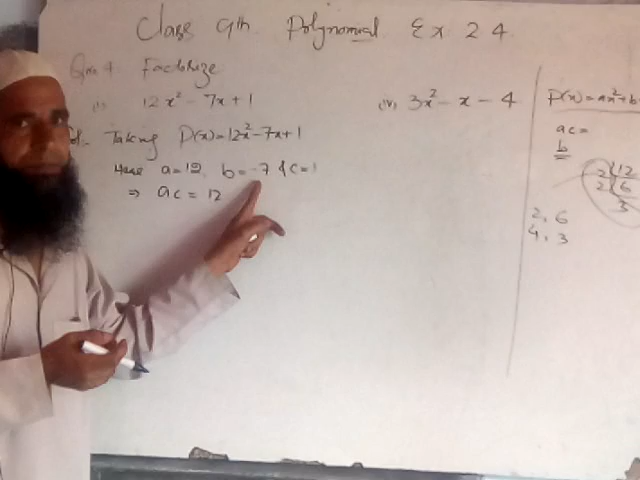 Class 9th Polynomial Ex 2 4
Qno 4 Factorize
(i) 12x² - 7x + 1
(iv) 3x² - x - 4
Sol. Taking P(x) = 12x² - 7x + 1
Here a = 12, b = -7 & c = 1
⇒ ac = 12
P(x) = ax² + b
ac =
b
2 | 12
2 | 6
3
2, 6
4, 3